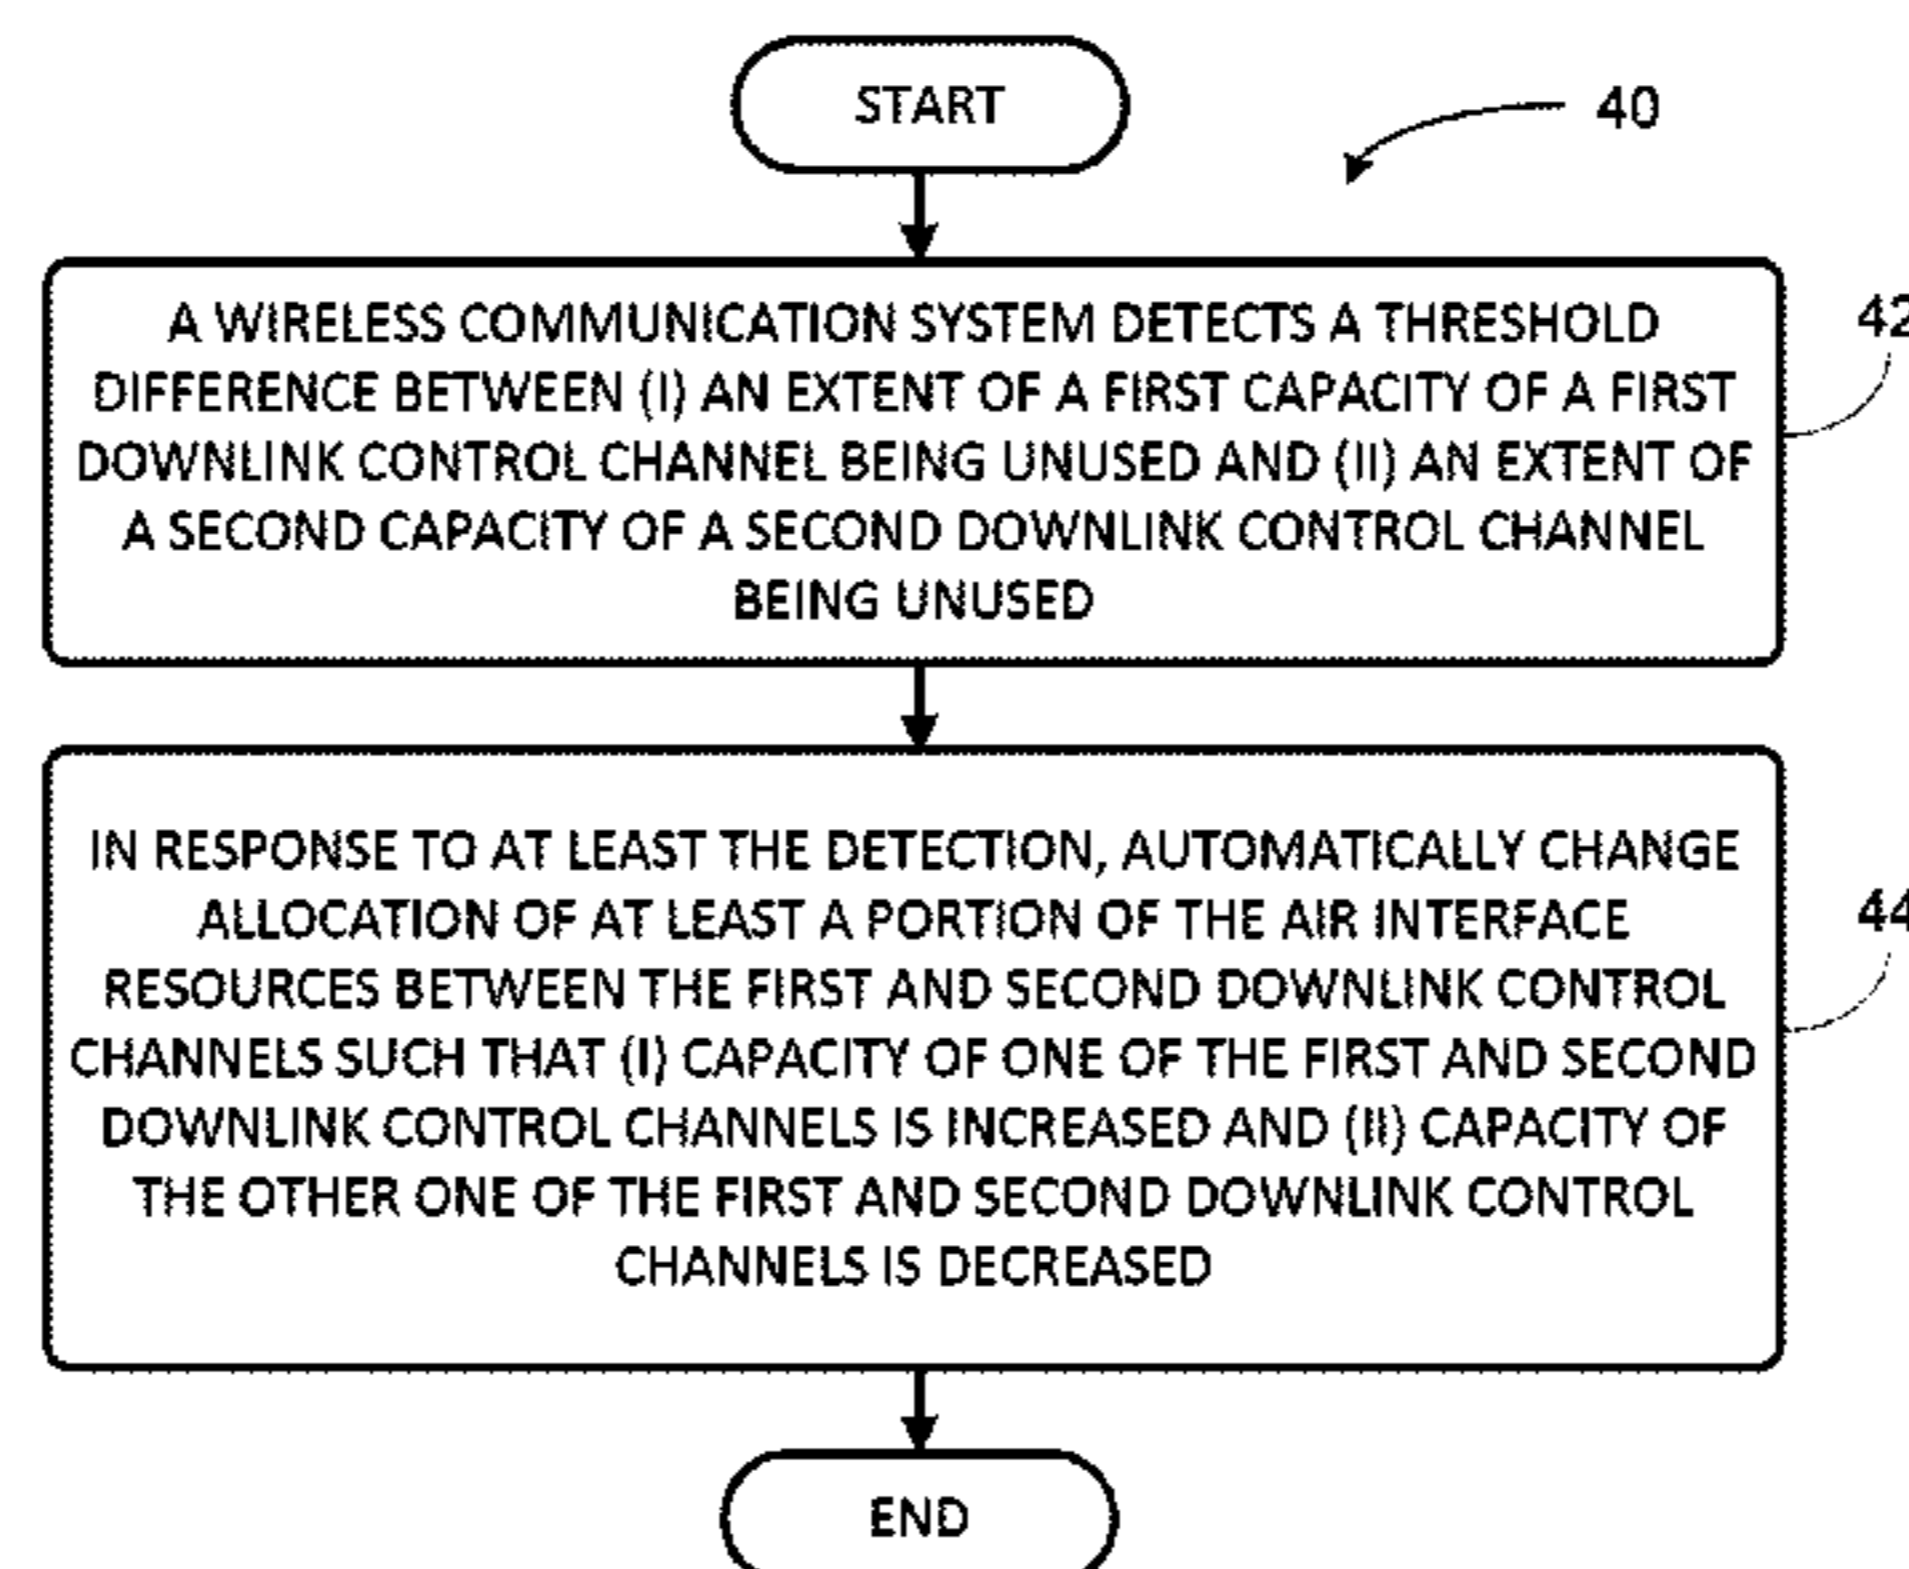 START
40
A WIRELESS COMMUNICATION SYSTEM DETECTS A THRESHOLD
DIFFERENCE BETWEEN (I) AN EXTENT OF A FIRST CAPACITY OF A FIRST
DOWNLINK CONTROL CHANNEL BEING UNUSED AND (II) AN EXTENT OF
A SECOND CAPACITY OF A SECOND DOWNLINK CONTROL CHANNEL
BEING UNUSED
42
IN RESPONSE TO AT LEAST THE DETECTION, AUTOMATICALLY CHANGE
ALLOCATION OF AT LEAST A PORTION OF THE AIR INTERFACE
RESOURCES BETWEEN THE FIRST AND SECOND DOWNLINK CONTROL
CHANNELS SUCH THAT (I) CAPACITY OF ONE OF THE FIRST AND SECOND
DOWNLINK CONTROL CHANNELS IS INCREASED AND (II) CAPACITY OF
THE OTHER ONE OF THE FIRST AND SECOND DOWNLINK CONTROL
CHANNELS IS DECREASED
44
END